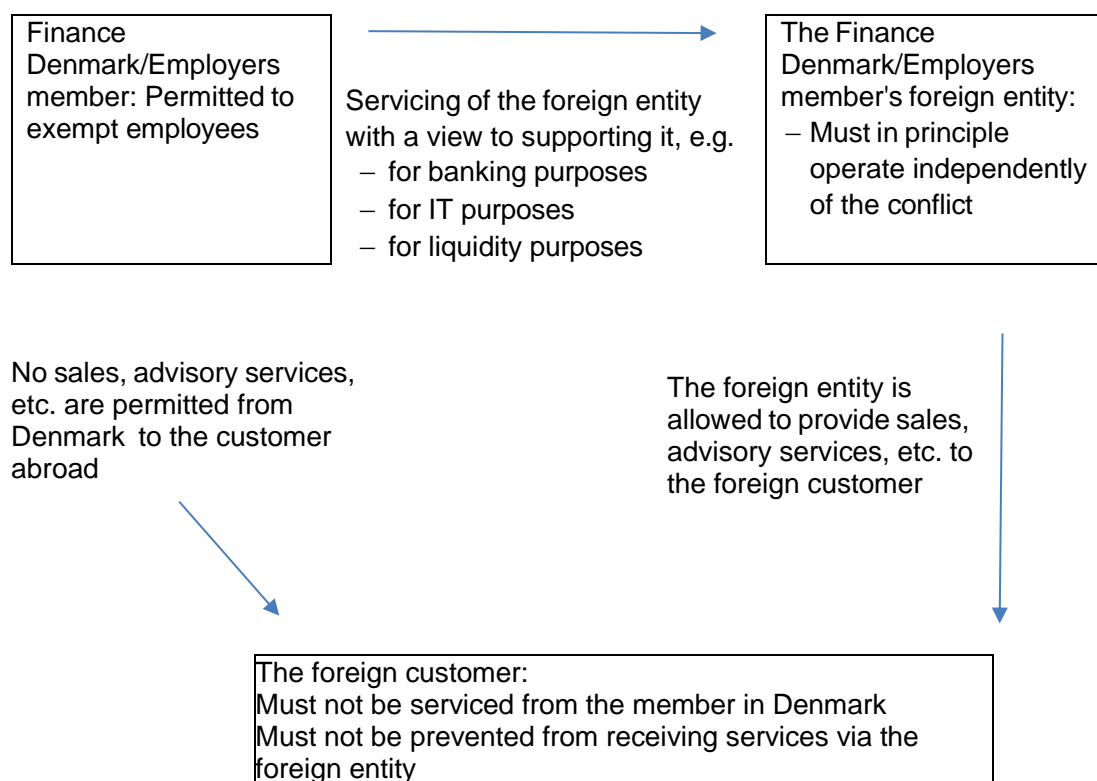 Finance
Denmark/Employers
member: Permitted to
exempt employees
Servicing of the foreign entity
with a view to supporting it, e.g.
– for banking purposes
– for IT purposes
– for liquidity purposes
The Finance
Denmark/Employers
member's foreign entity:
– Must in principle
operate independently
of the conflict
No sales, advisory services,
etc. are permitted from
Denmark to the customer
abroad
The foreign entity is
allowed to provide sales,
advisory services, etc. to
the foreign customer
The foreign customer:
Must not be serviced from the member in Denmark
Must not be prevented from receiving services via the
foreign entity